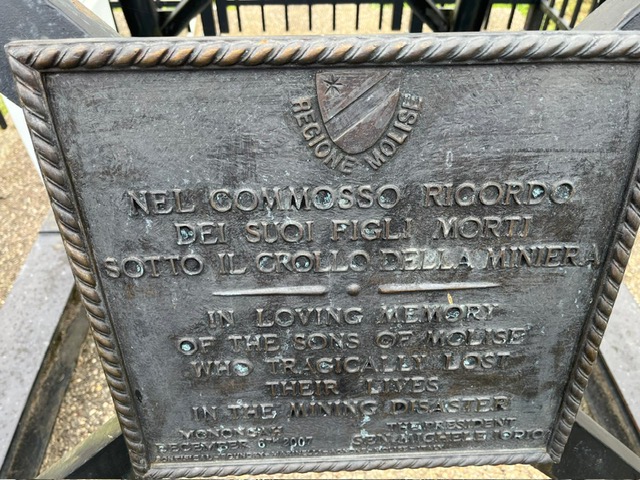 REGIONE MOLISE
NEL COMMOSSO RICORDO
DEI SUOI FIGLI MORTI
SOTTO IL CROLLO DELLA MINIERA
IN LOVING MEMORY
OF THE SONS OF MOLISE
WHO TRAGICALLY LOST
THEIR LIVES
IN THE MINING DISASTER
MONONGAH THE PRESIDENT
DECEMBER 6TH 2007 SEN. MICHELE IORIO
PONTIFICAL FOUNDRY